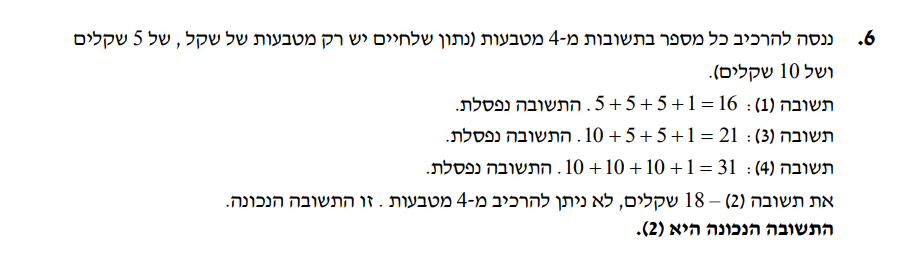 6. ננסה להרכיב כל מספר בתשובות מ-4 מטבעות (נתון שלחיים יש רק מטבעות של שקל, של 5 שקלים
ושל 10 שקלים).
תשובה (1): 5 + 5 + 5 + 1 = 16. התשובה נפסלת.
תשובה (3): 10 + 5 + 5 + 1 = 21. התשובה נפסלת.
תשובה (4): 10 + 10 + 10 + 1 = 31. התשובה נפסלת.
את תשובה (2) – 18 שקלים, לא ניתן להרכיב מ-4 מטבעות. זו התשובה הנכונה.
התשובה הנכונה היא (2).